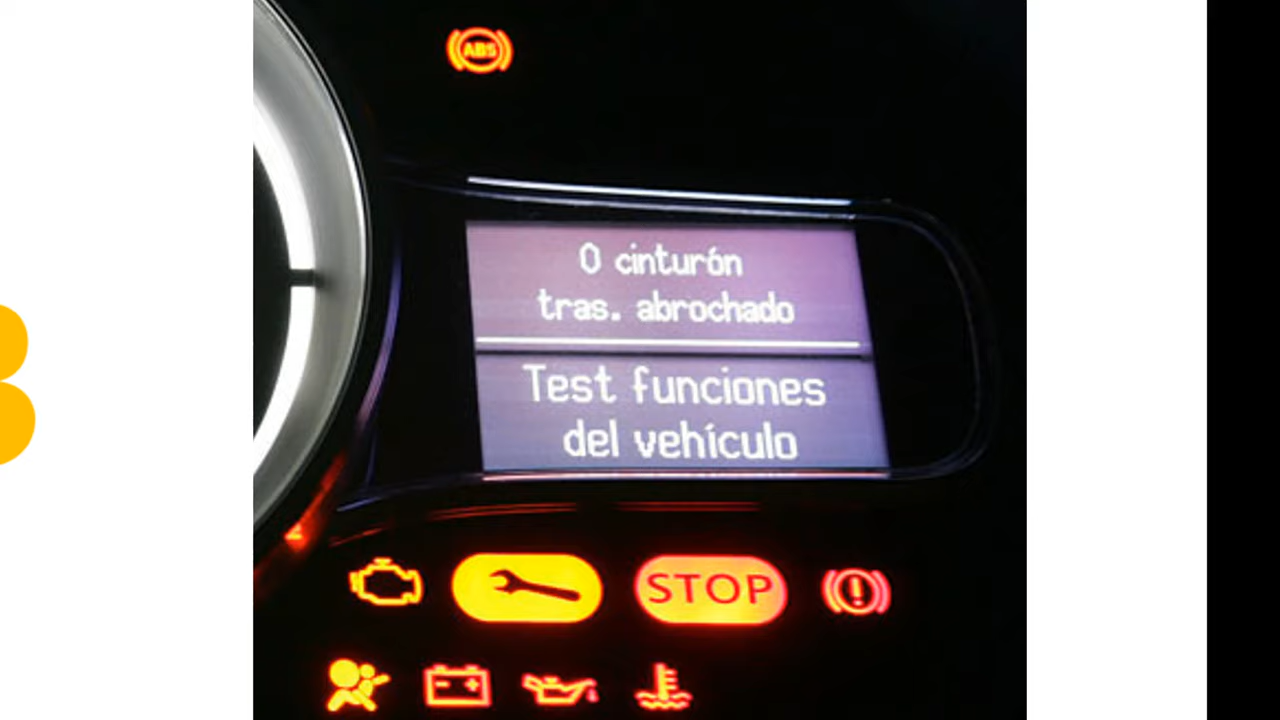 ABS
0 cinturón
tras. abrochado
Test funciones
del vehículo
STOP